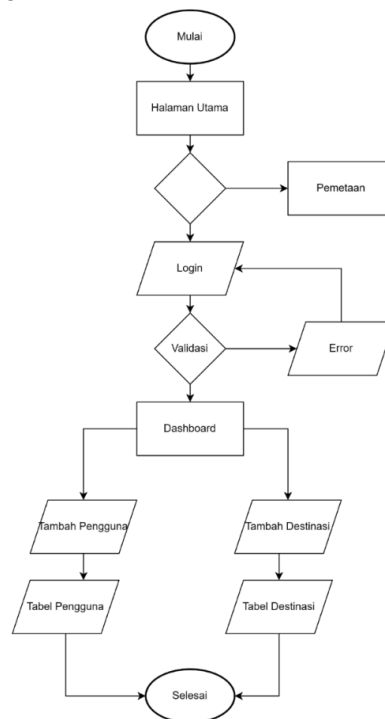 Mulai
Halaman Utama
Pemetaan
Login
Validasi
Error
Dashboard
Tambah Pengguna
Tambah Destinasi
Tabel Pengguna
Tabel Destinasi
Selesai